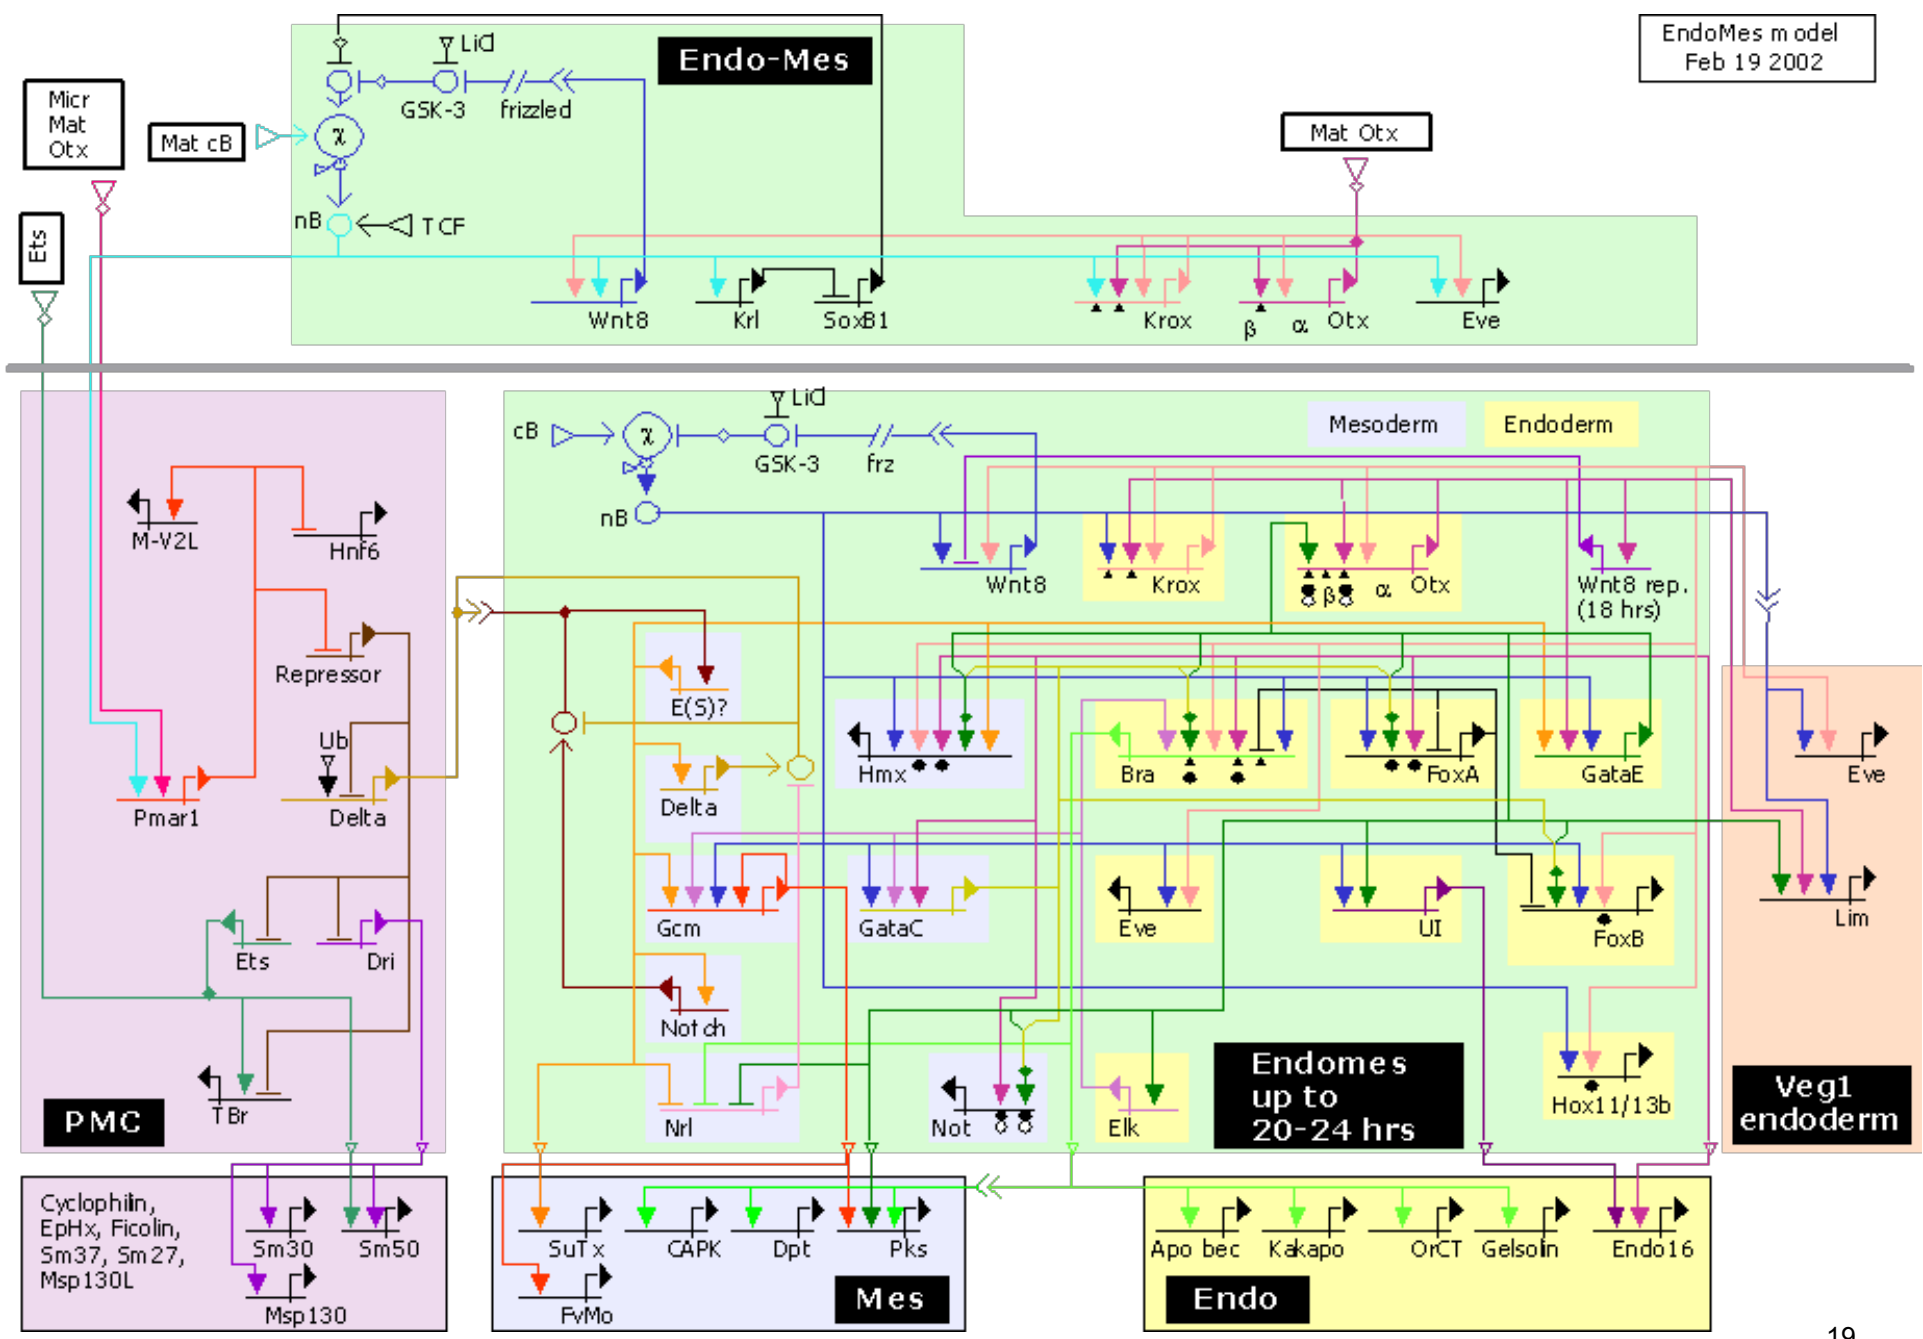 EndoMes model
Feb 19 2002
Endo-Mes
LiCl
GSK-3
frizzled
Micr
Mat
Otx
Mat cB
χ
Mat Otx
nB
TCF
Ets
Wnt8
Krl
SoxB1
Krox
β
α
Otx
Eve
LiCl
cB
χ
GSK-3
frz
nB
Mesoderm
Endoderm
M-V2L
Hnf6
Repressor
Ub
Pmar1
Delta
Ets
Dri
TBr
PMC
Wnt8
Krox
β
α
Otx
Wnt8 rep.
(18 hrs)
E(S)?
Delta
Hmx
Bra
FoxA
GataE
Gcm
GataC
Eve
UI
FoxB
Notch
Nrl
Not
Elk
Hox11/13b
Endomes
up to
20-24 hrs
Eve
Lim
Veg1
endoderm
Cyclophilin,
EpHx, Ficolin,
Sm37, Sm27,
Msp130L
Sm30
Sm50
Msp130
SuTx
CAPK
Dpt
Pks
FvMo
Mes
Apo bec
Kakapo
OrCT
Gelsolin
Endo16
Endo
19